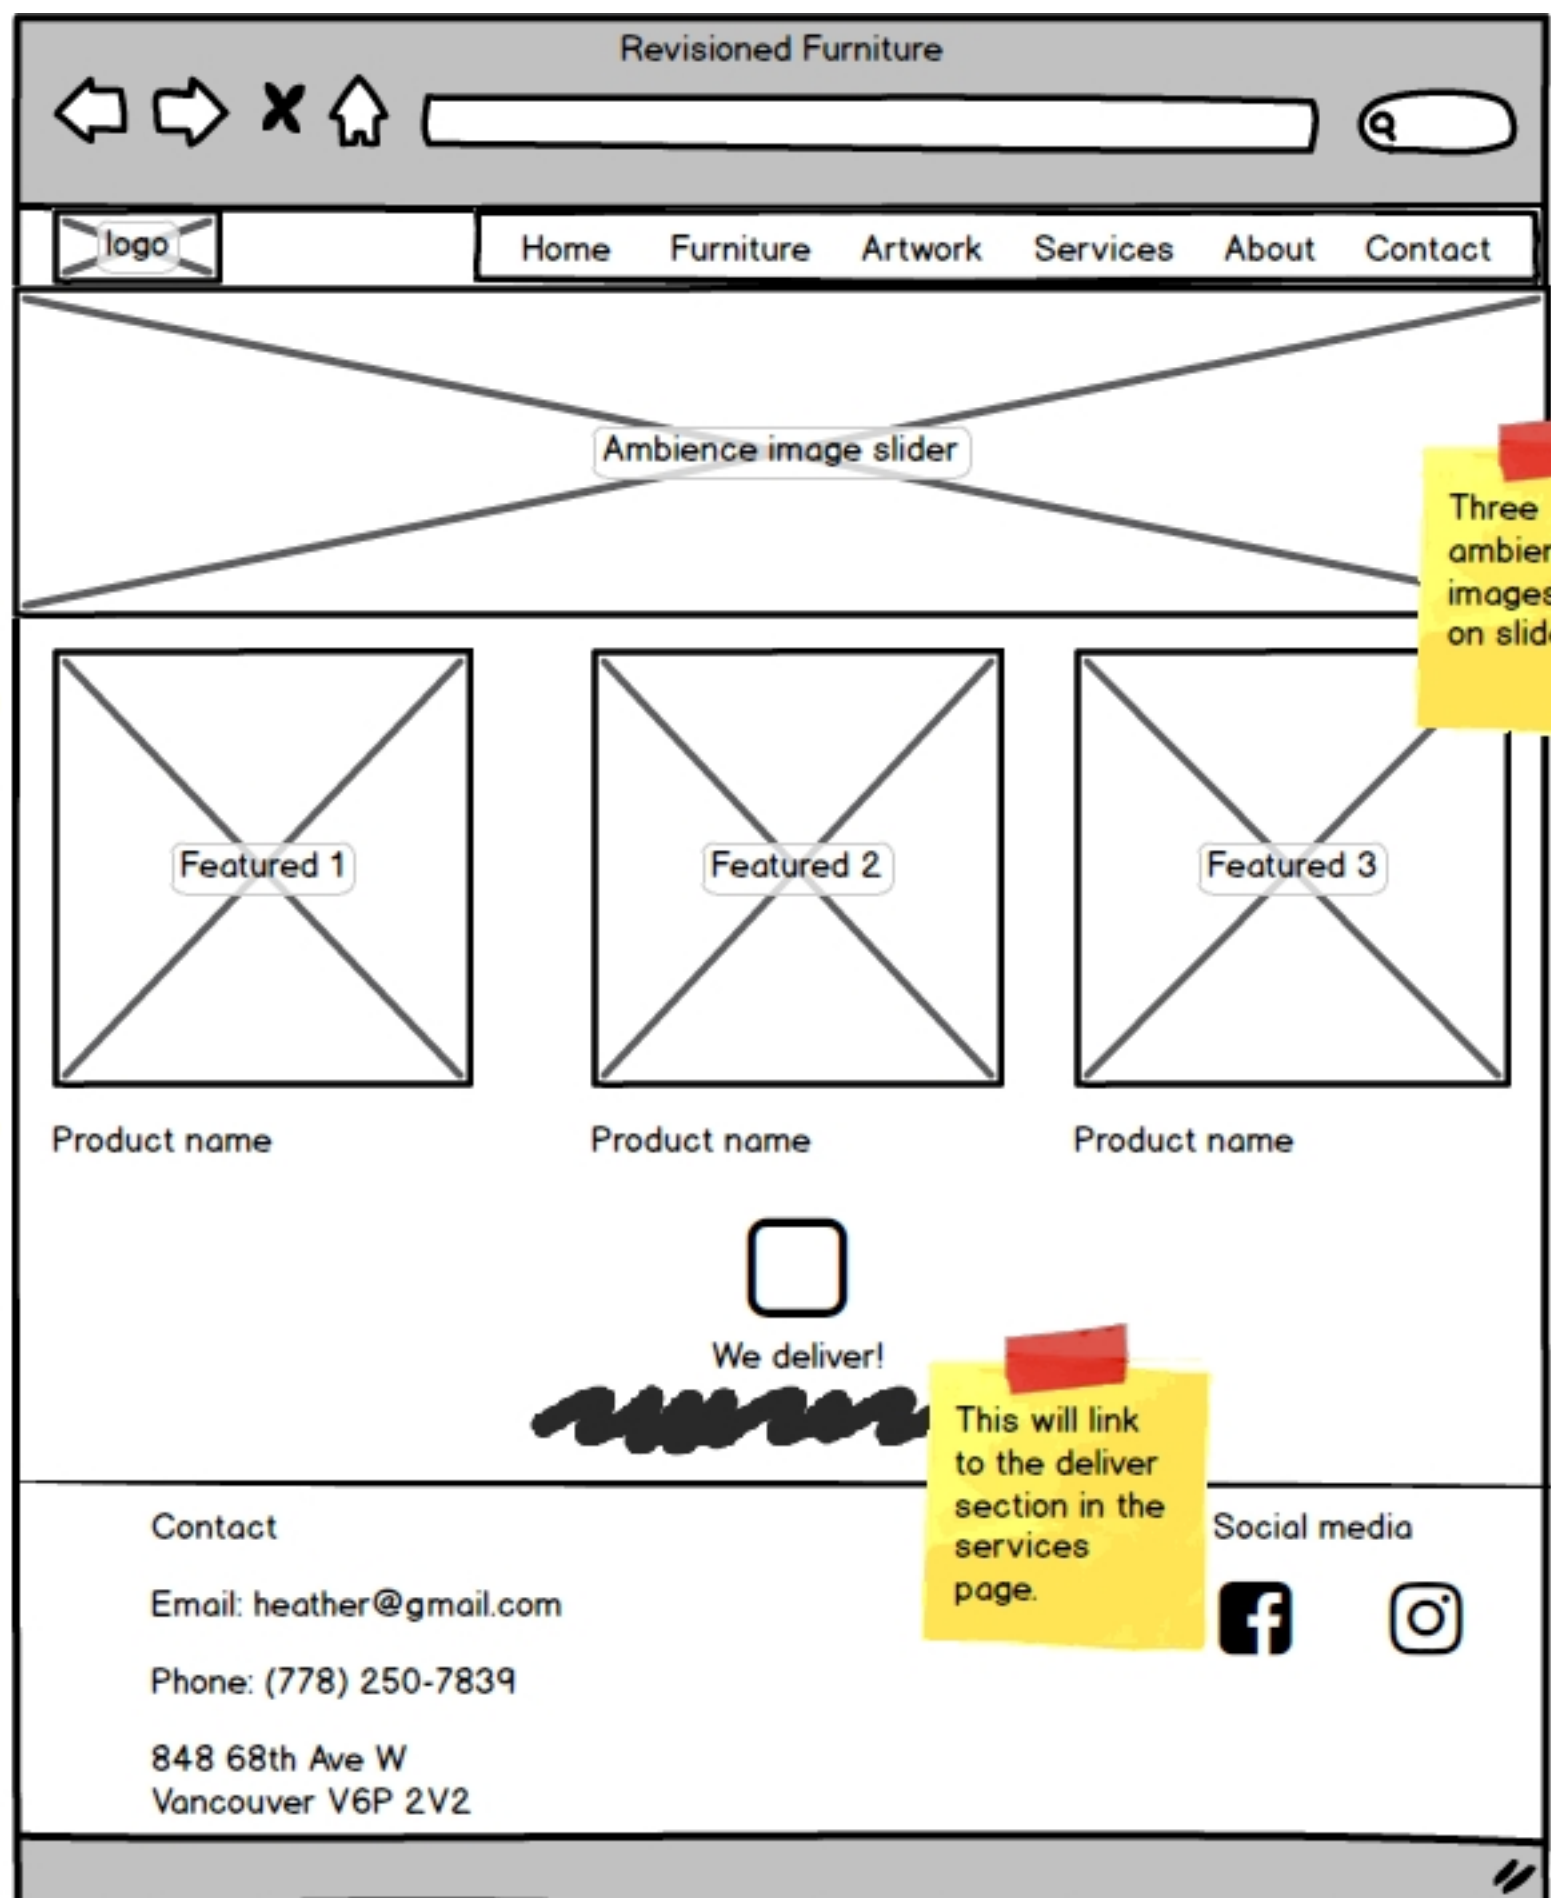 Revisioned Furniture
logo
Home Furniture Artwork Services About Contact
Ambience image slider
Three
images
on
Featured 1
Featured 2
Featured 3
Product name
Product name
Product name
We deliver!
This will link
to the deliver
section in the
services
page.
Contact
Email: heather@gmail.com
Phone: (778) 250-7839
848 68th Ave W
Vancouver V6P 2V2
Social media